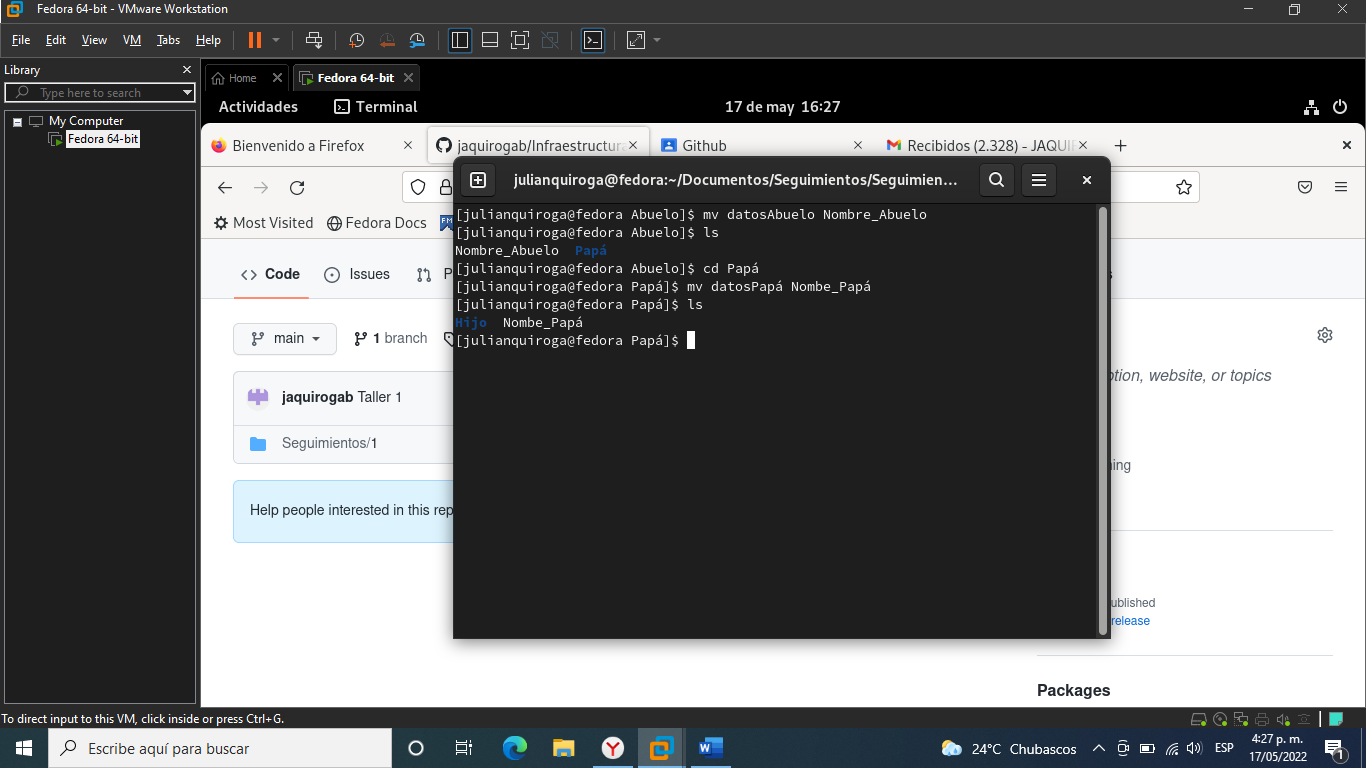 Fedora 64-bit - VMware Workstation
File Edit View VM Tabs Help
Library
Type here to search
My Computer
Fedora 64-bit
Home
Fedora 64-bit
Actividades
Terminal
17 de may 16:27
Bienvenido a Firefox
jaquirogab/Infraestructura
Github
Recibidos (2.328) - JAQUI
julianquiroga@fedora:~/Documentos/Seguimientos/Seguimien...
Most Visited
Fedora Docs
[julianquiroga@fedora Abuelo]$ mv datosAbuelo Nombre_Abuelo
[julianquiroga@fedora Abuelo]$ ls
Nombre_Abuelo Papá
[julianquiroga@fedora Abuelo]$ cd Papá
[julianquiroga@fedora Papá]$ mv datosPapá Nombe_Papá
[julianquiroga@fedora Papá]$ ls
Hijo Nombe_Papá
[julianquiroga@fedora Papá]$
Code
Issues
P
main
1 branch
jaquirogab Taller 1
Seguimientos/1
Help people interested in this rep
ption, website, or topics
ublished
release
Packages
To direct input to this VM, click inside or press Ctrl+G.
Escribe aquí para buscar
24°C Chubascos
ESP
4:27 p. m.
17/05/2022
1